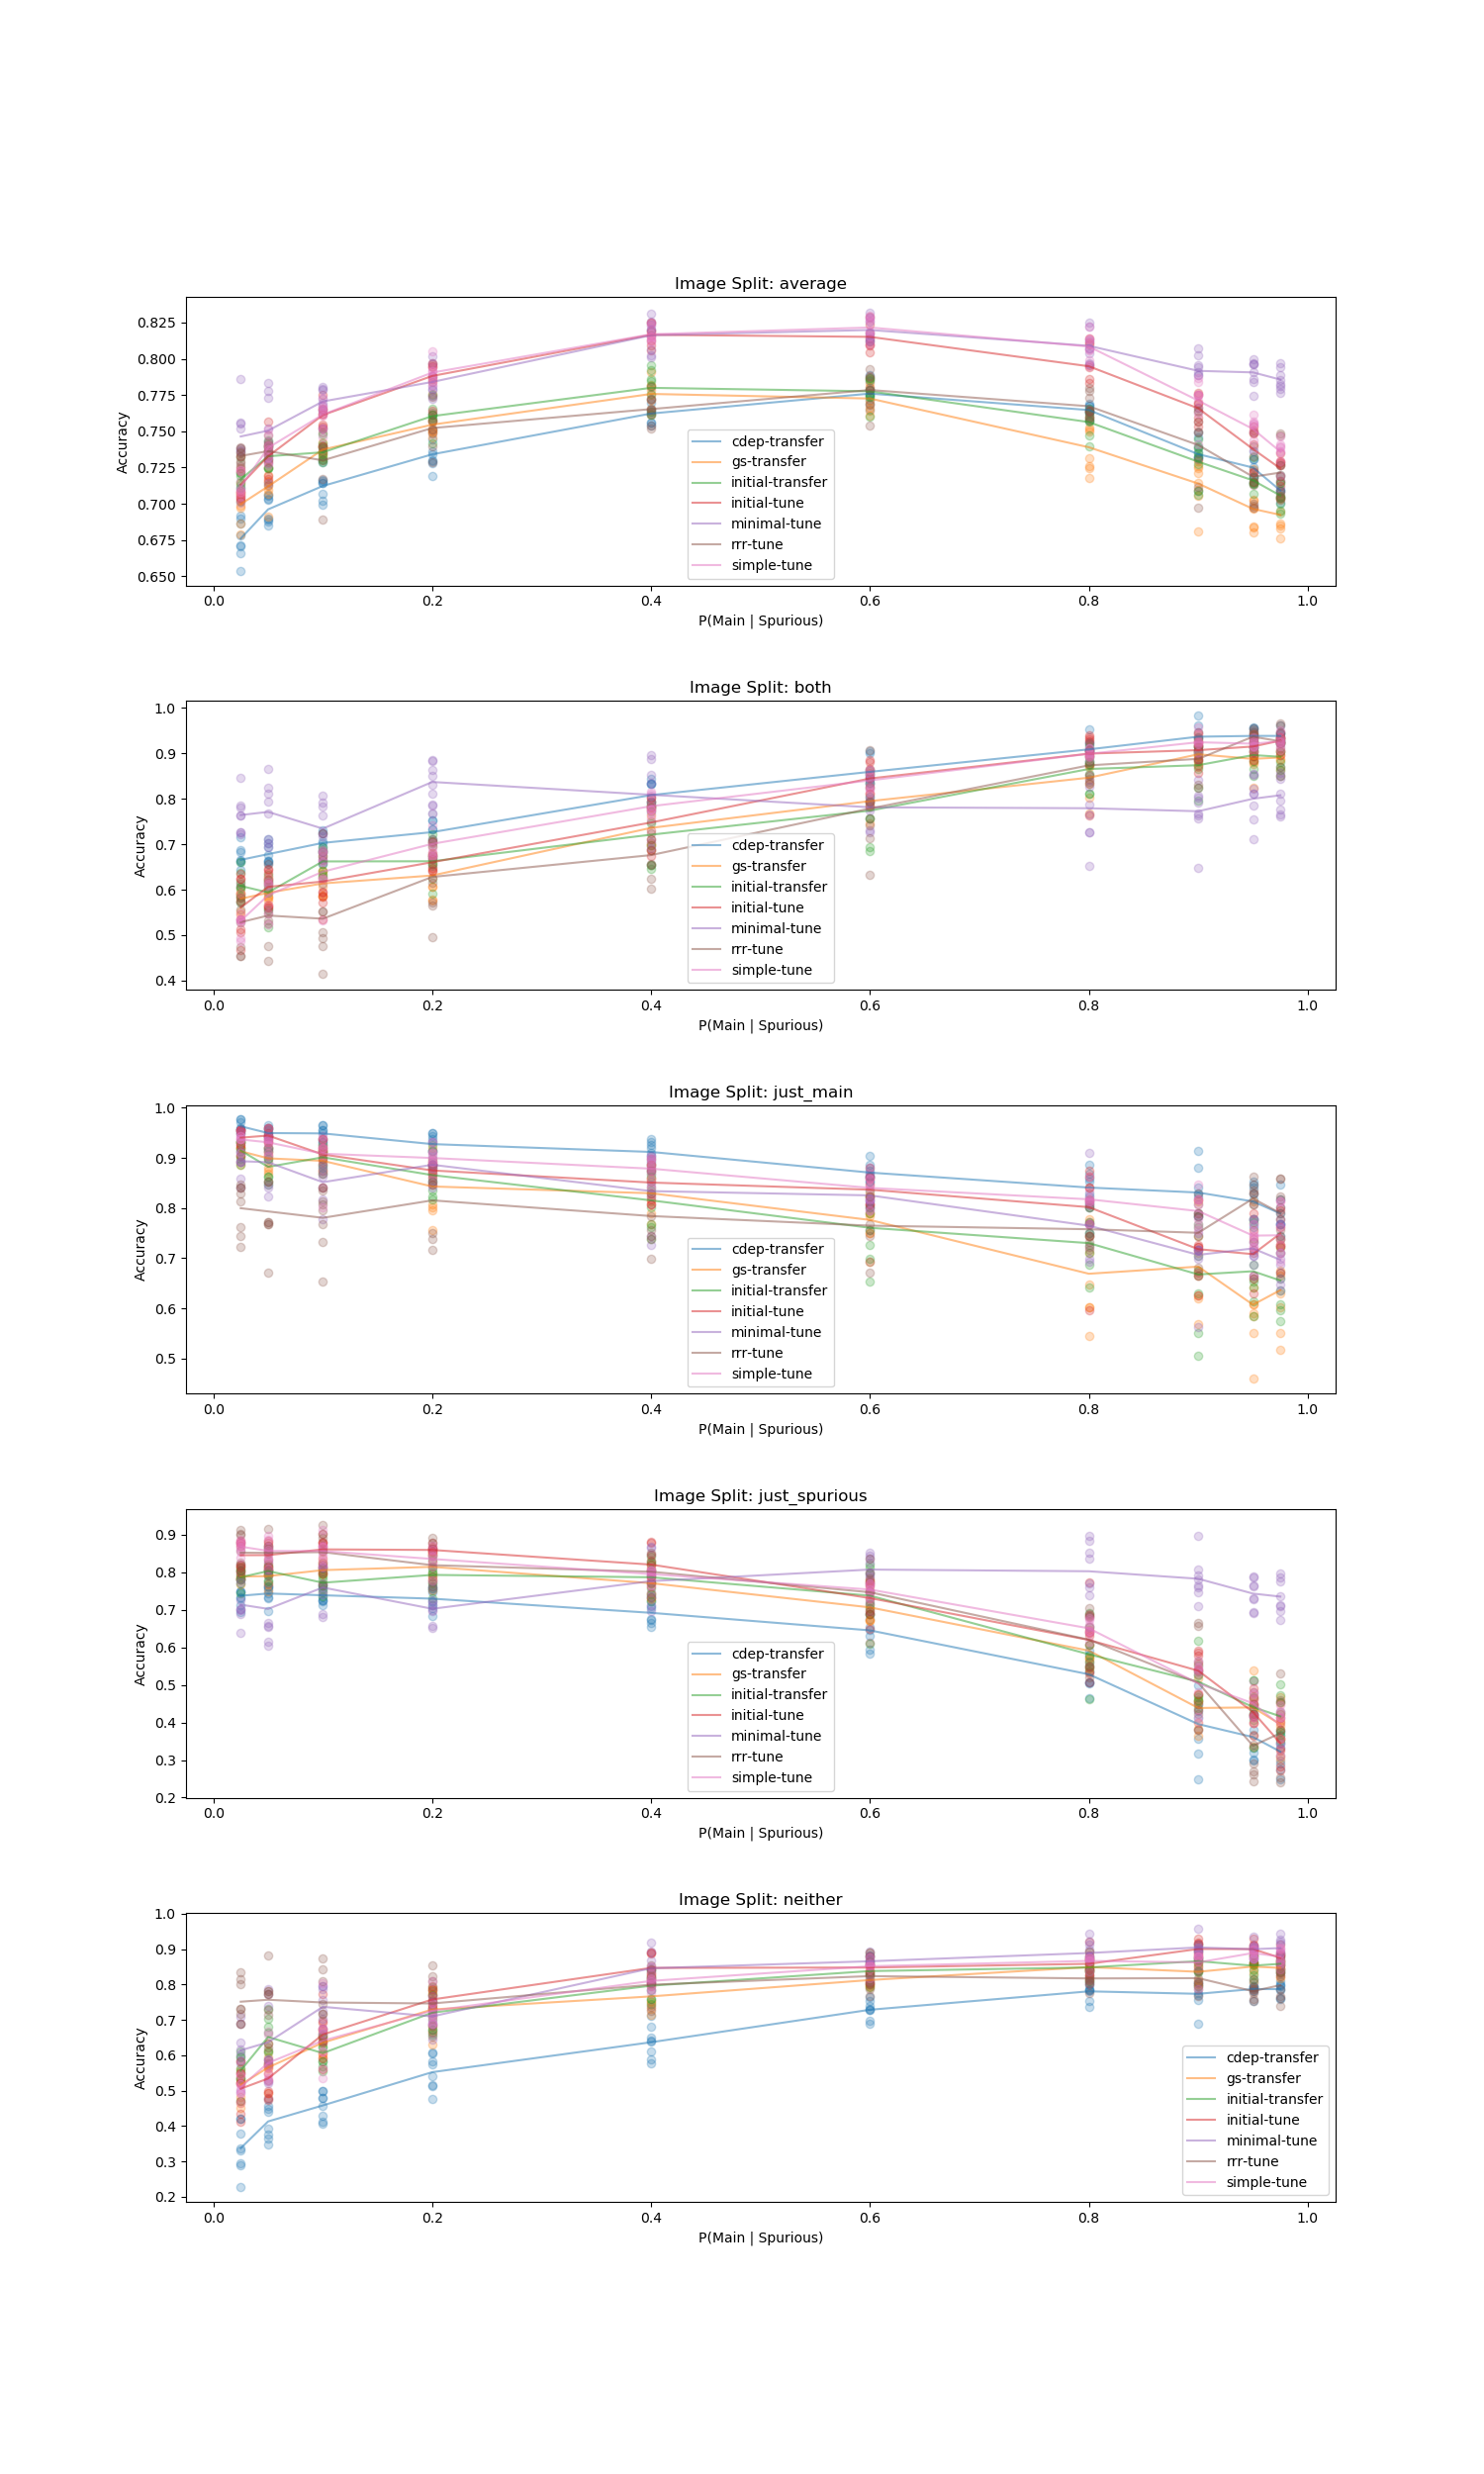 Image Split: average
0.825
0.800
0.775
0.750
0.725
0.700
0.675
0.650
Accuracy
cdep-transfer
gs-transfer
initial-transfer
initial-tune
minimal-tune
rrr-tune
simple-tune
0.0 0.2 0.4 0.6 0.8 1.0
P(Main | Spurious)
Image Split: both
1.0
0.9
0.8
0.7
0.6
0.5
0.4
Accuracy
cdep-transfer
gs-transfer
initial-transfer
initial-tune
minimal-tune
rrr-tune
simple-tune
0.0 0.2 0.4 0.6 0.8 1.0
P(Main | Spurious)
Image Split: just_main
1.0
0.9
0.8
0.7
0.6
0.5
Accuracy
cdep-transfer
gs-transfer
initial-transfer
initial-tune
minimal-tune
rrr-tune
simple-tune
0.0 0.2 0.4 0.6 0.8 1.0
P(Main | Spurious)
Image Split: just_spurious
0.9
0.8
0.7
0.6
0.5
0.4
0.3
0.2
Accuracy
cdep-transfer
gs-transfer
initial-transfer
initial-tune
minimal-tune
rrr-tune
simple-tune
0.0 0.2 0.4 0.6 0.8 1.0
P(Main | Spurious)
Image Split: neither
1.0
0.9
0.8
0.7
0.6
0.5
0.4
0.3
0.2
Accuracy
cdep-transfer
gs-transfer
initial-transfer
initial-tune
minimal-tune
rrr-tune
simple-tune
0.0 0.2 0.4 0.6 0.8 1.0
P(Main | Spurious)